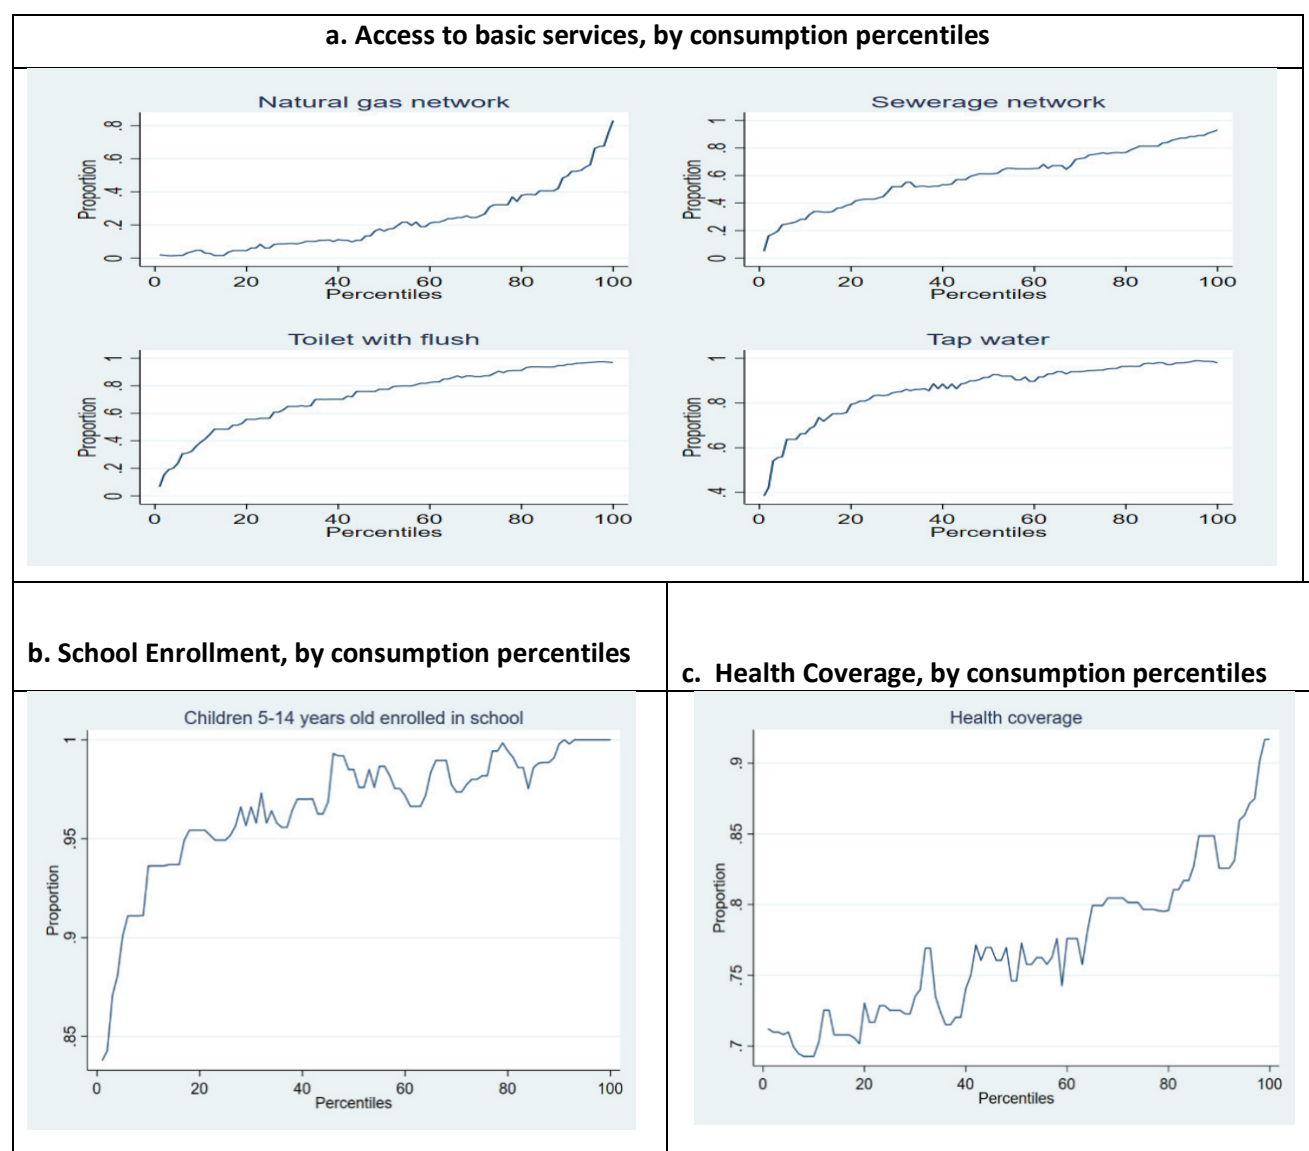 a. Access to basic services, by consumption percentiles
Natural gas network
Proportion
0 .2 .4 .6 .8
0 20 40 60 80 100
Percentiles
Sewerage network
Proportion
0 .2 .4 .6 .8 1
0 20 40 60 80 100
Percentiles
Toilet with flush
Proportion
0 .2 .4 .6 .8 1
0 20 40 60 80 100
Percentiles
Tap water
Proportion
.4 .6 .8 1
0 20 40 60 80 100
Percentiles
b. School Enrollment, by consumption percentiles
c. Health Coverage, by consumption percentiles
Children 5-14 years old enrolled in school
Proportion
.85 .9 .95 1
0 20 40 60 80 100
Percentiles
Health coverage
Proportion
.7 .75 .8 .85 .9
0 20 40 60 80 100
Percentiles